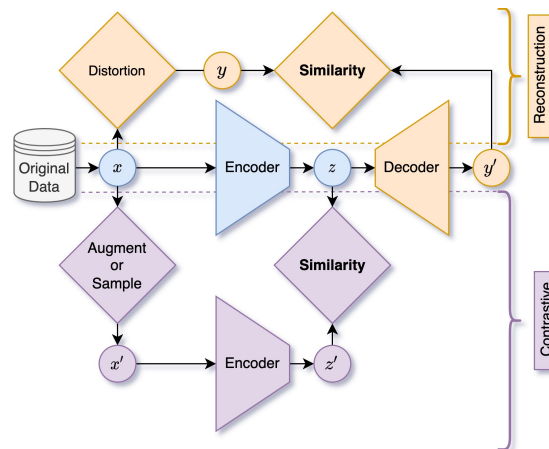 Distortion
y
Similarity
Reconstruction
Original
Data
x
Encoder
z
Decoder
y′
Augment
or
Sample
Similarity
Contrastive
x′
Encoder
z′